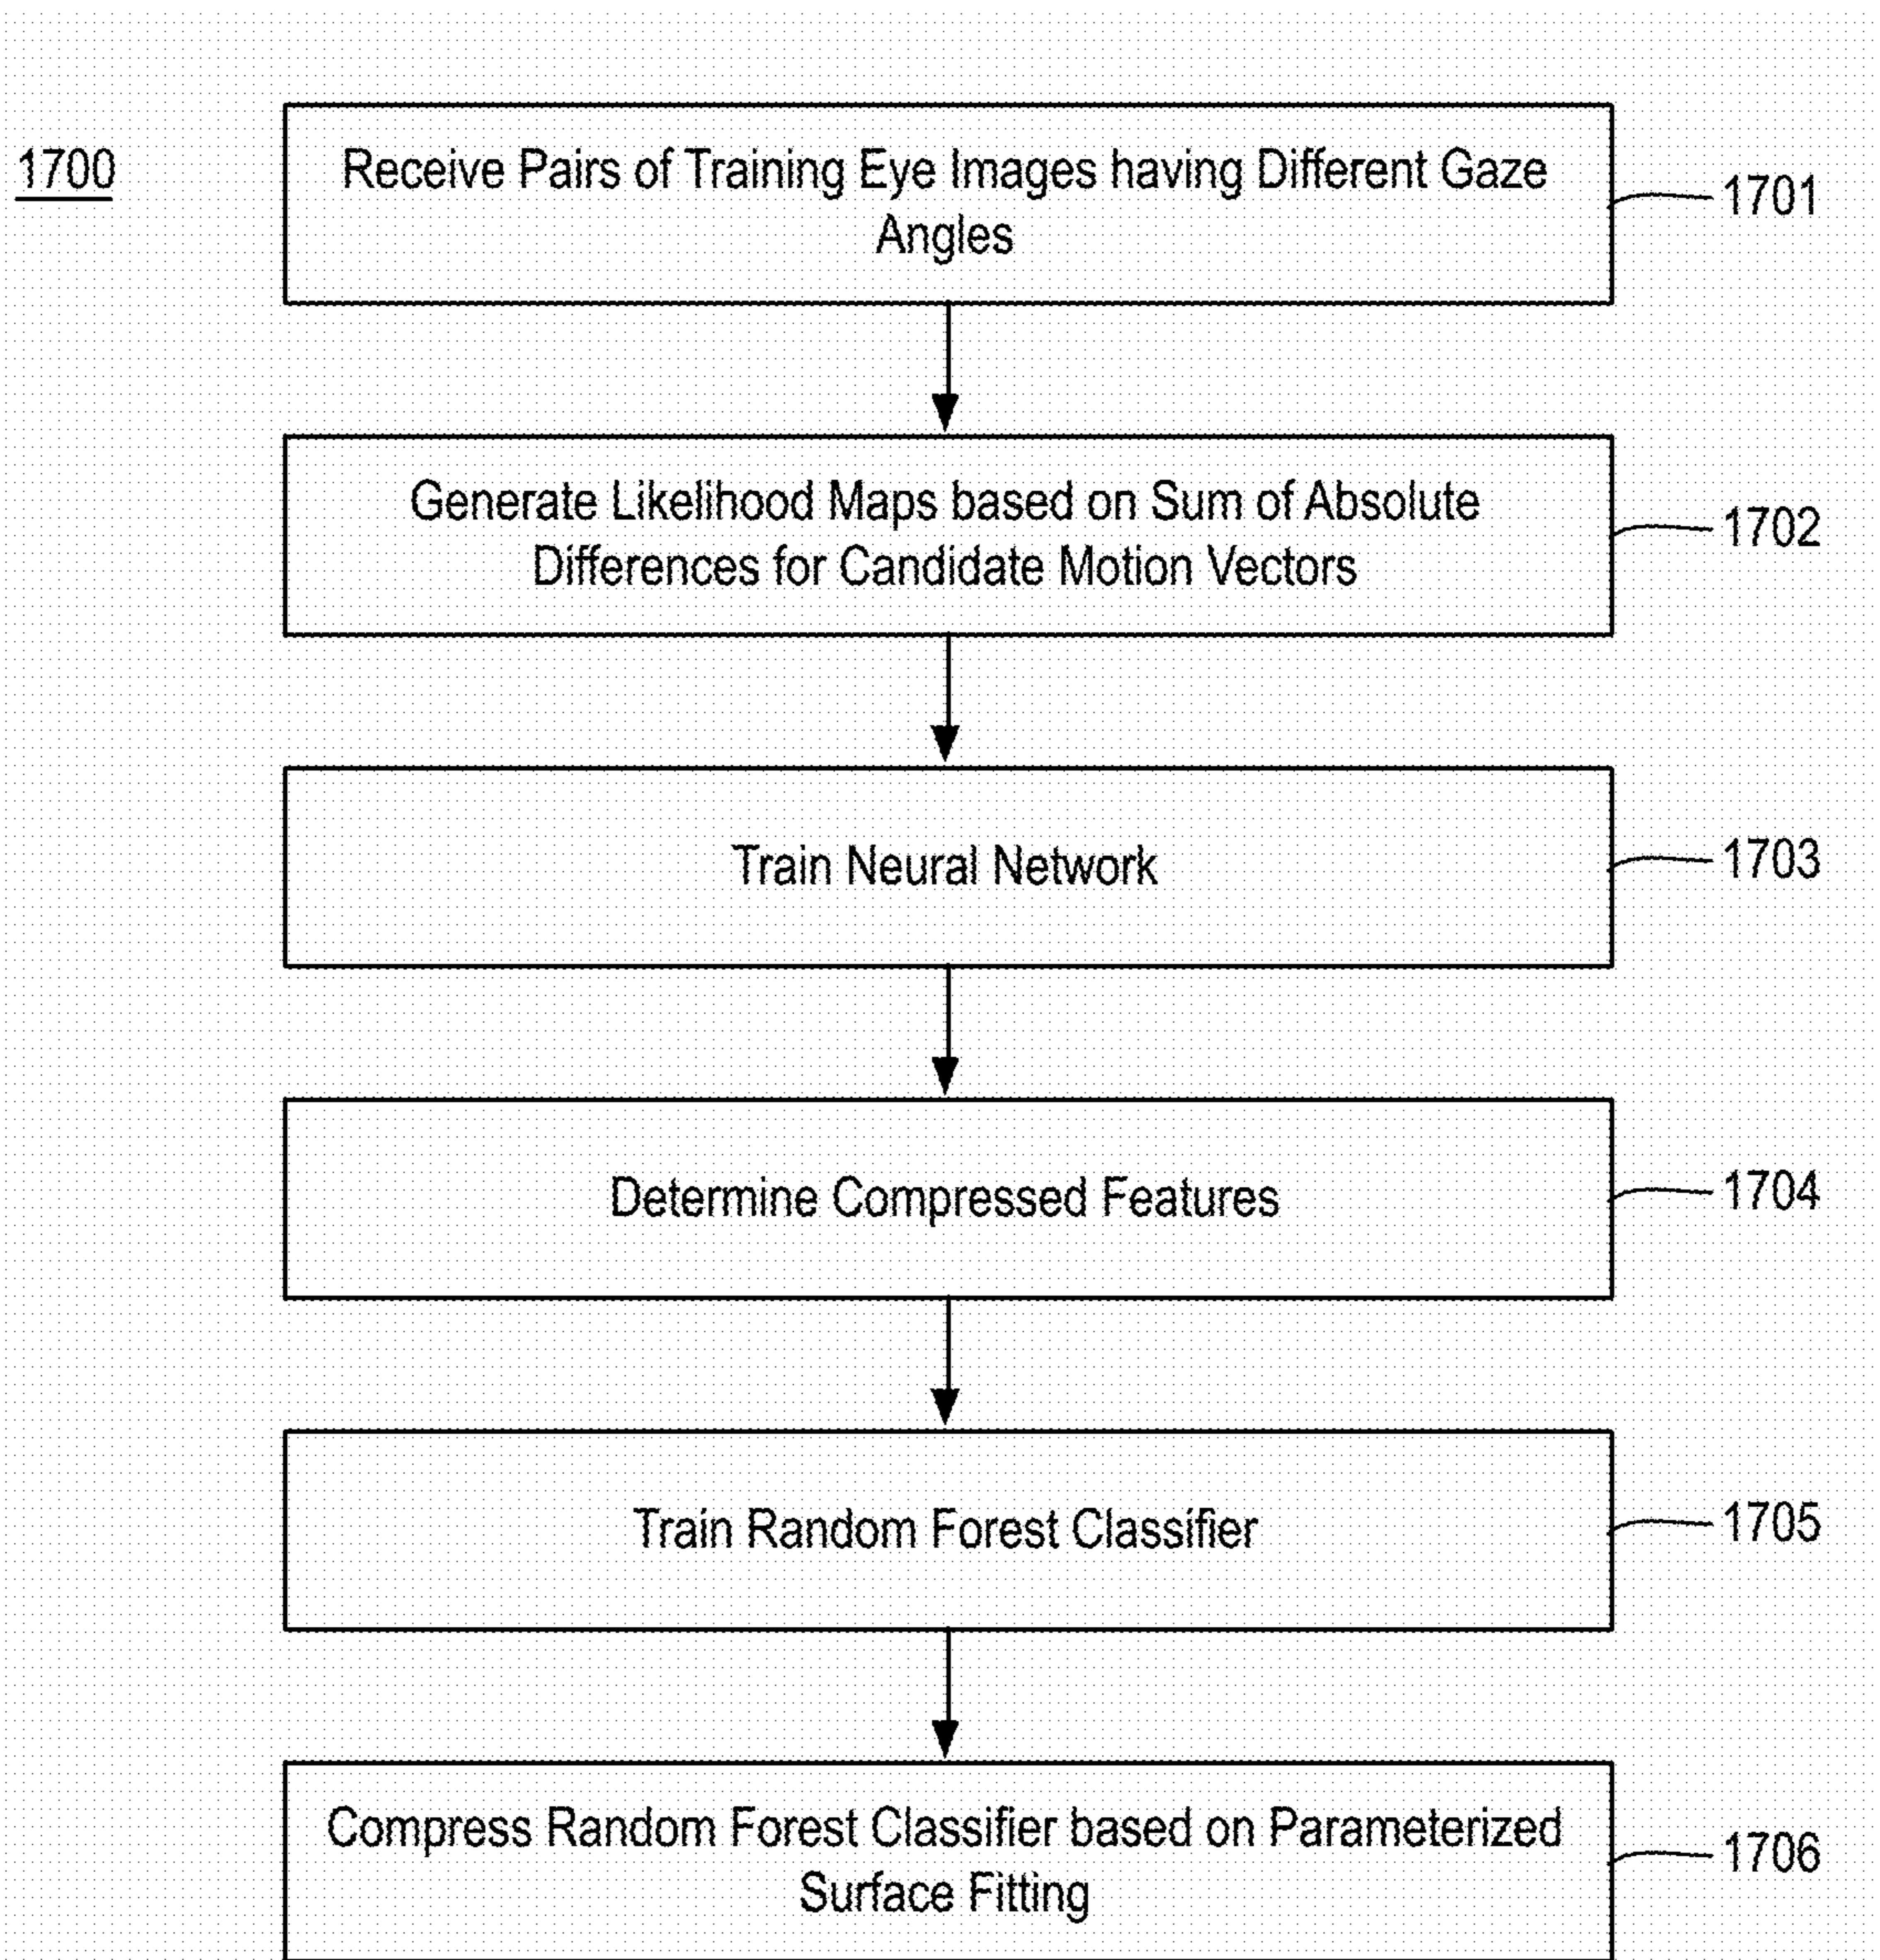 1700
Receive Pairs of Training Eye Images having Different Gaze
Angles
1701
Generate Likelihood Maps based on Sum of Absolute
Differences for Candidate Motion Vectors
1702
Train Neural Network
1703
Determine Compressed Features
1704
Train Random Forest Classifier
1705
Compress Random Forest Classifier based on Parameterized
Surface Fitting
1706